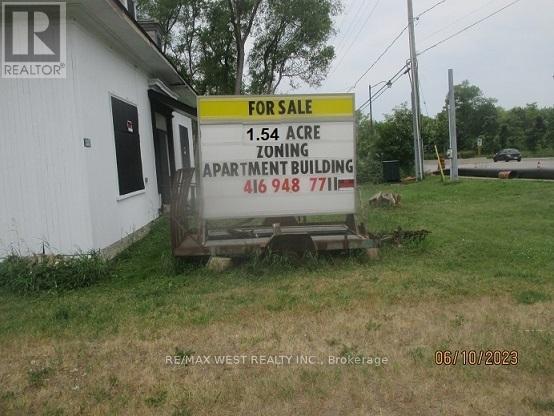 R
REALTOR®
FOR SALE
1.54 ACRE
ZONING
APARTMENT BUILDING
416 948 7711
RE/MAX WEST REALTY INC., Brokerage
06/10/2023